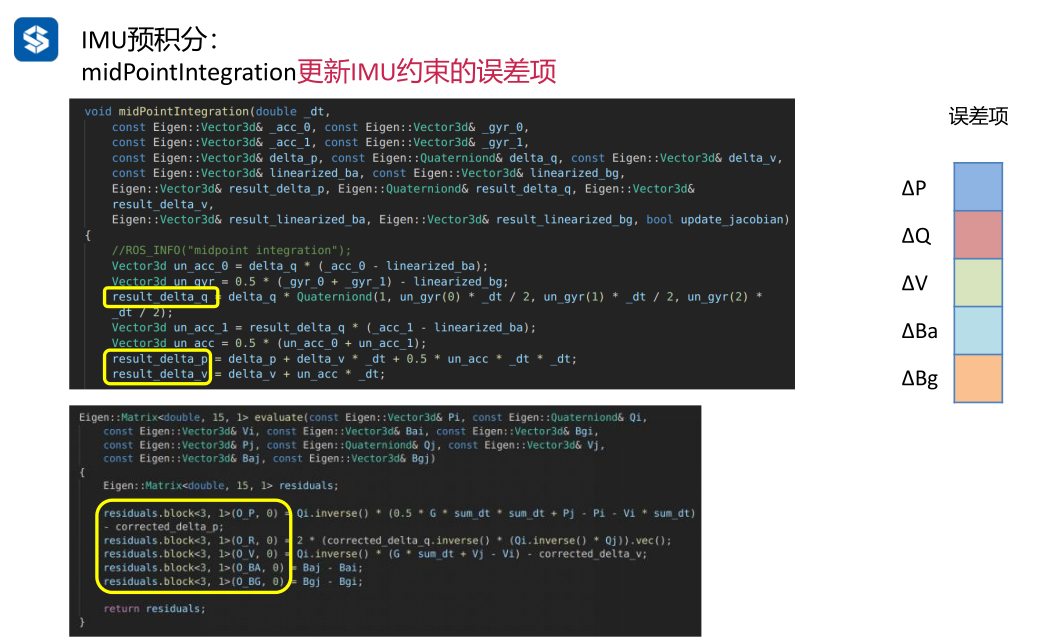 IMU预积分：
midPointIntegration更新IMU约束的误差项
void midPointIntegration(double _dt,
const Eigen::Vector3d& _acc_0, const Eigen::Vector3d& _gyr_0,
const Eigen::Vector3d& _acc_1, const Eigen::Vector3d& _gyr_1,
const Eigen::Vector3d& delta_p, const Eigen::Quaterniond& delta_q, const Eigen::Vector3d& delta_v,
const Eigen::Vector3d& linearized_ba, const Eigen::Vector3d& linearized_bg,
Eigen::Vector3d& result_delta_p, Eigen::Quaterniond& result_delta_q, Eigen::Vector3d&
result_delta_v,
Eigen::Vector3d& result_linearized_ba, Eigen::Vector3d& result_linearized_bg, bool update_jacobian)
{
//ROS_INFO("midpoint integration");
Vector3d un_acc_0 = delta_q * (_acc_0 - linearized_ba);
Vector3d un_gyr = 0.5 * (_gyr_0 + _gyr_1) - linearized_bg;
result_delta_q = delta_q * Quaterniond(1, un_gyr(0) * _dt / 2, un_gyr(1) * _dt / 2, un_gyr(2) *
_dt / 2);
Vector3d un_acc_1 = result_delta_q * (_acc_1 - linearized_ba);
Vector3d un_acc = 0.5 * (un_acc_0 + un_acc_1);
result_delta_p = delta_p + delta_v * _dt + 0.5 * un_acc * _dt * _dt;
result_delta_v = delta_v + un_acc * _dt;
误差项
ΔP
ΔQ
ΔV
ΔBa
ΔBg
Eigen::Matrix<double, 15, 1> evaluate(const Eigen::Vector3d& Pi, const Eigen::Quaterniond& Qi,
const Eigen::Vector3d& Vi, const Eigen::Vector3d& Bai, const Eigen::Vector3d& Bgi,
const Eigen::Vector3d& Pj, const Eigen::Quaterniond& Qj, const Eigen::Vector3d& Vj,
const Eigen::Vector3d& Baj, const Eigen::Vector3d& Bgj)
{
Eigen::Matrix<double, 15, 1> residuals;
residuals.block<3, 1>(O_P, 0) = Qi.inverse() * (0.5 * G * sum_dt * sum_dt + Pj - Pi - Vi * sum_dt)
- corrected_delta_p;
residuals.block<3, 1>(O_R, 0) = 2 * (corrected_delta_q.inverse() * (Qi.inverse() * Qj)).vec();
residuals.block<3, 1>(O_V, 0) = Qi.inverse() * (G * sum_dt + Vj - Vi) - corrected_delta_v;
residuals.block<3, 1>(O_BA, 0) = Baj - Bai;
residuals.block<3, 1>(O_BG, 0) = Bgj - Bgi;
return residuals;
}